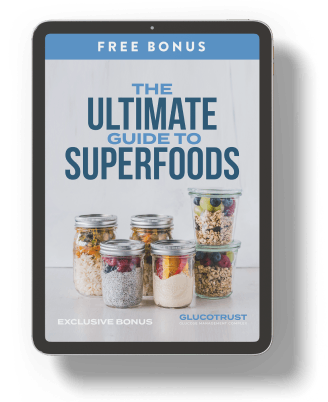 FREE BONUS
THE
ULTIMATE
GUIDE TO
SUPERFOODS
EXCLUSIVE BONUS
GLUCOTRUST